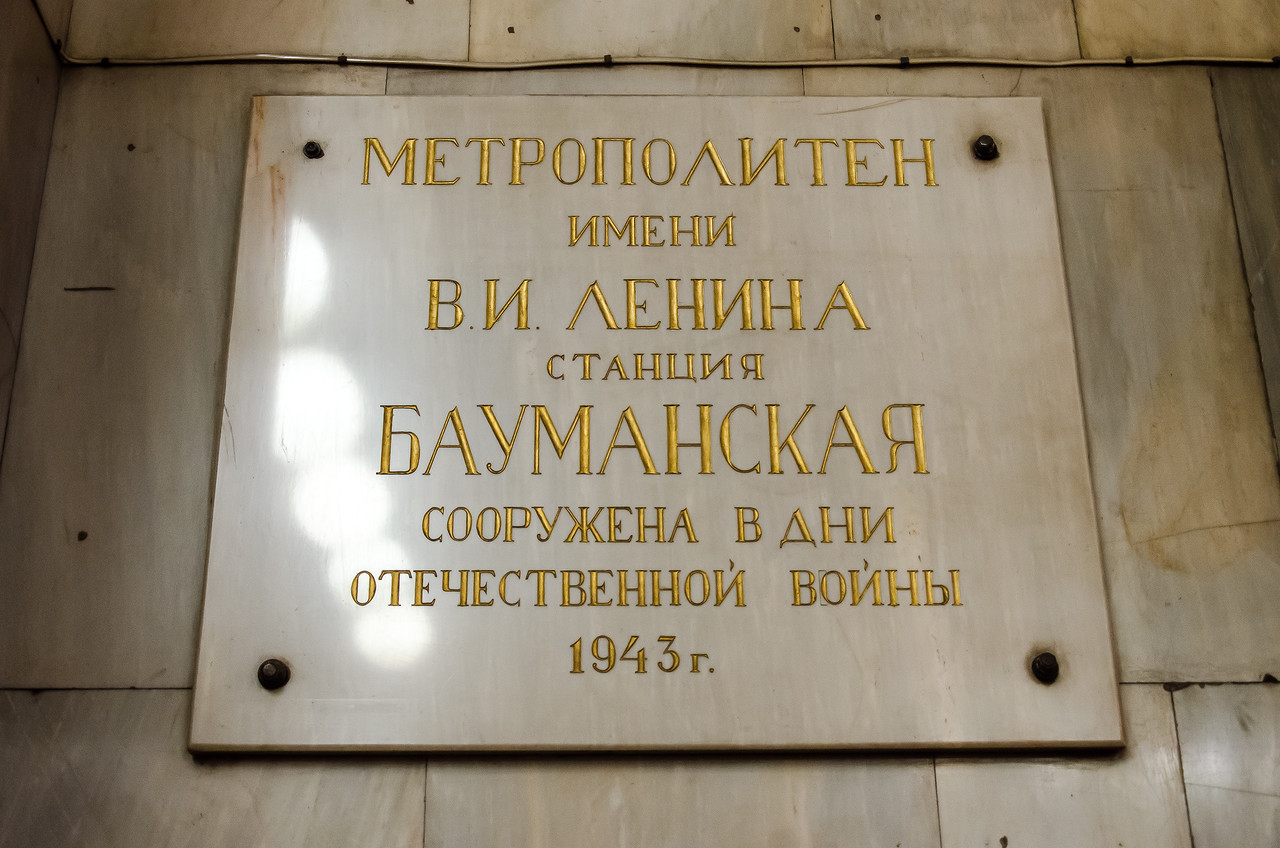 МЕТРОПОЛИТЕН
ИМЕНИ
В.И. ЛЕНИНА
СТАНЦИЯ
БАУМАНСКАЯ
СООРУЖЕНА В ДНИ
ОТЕЧЕСТВЕННОЙ ВОЙНЫ
1943 г.